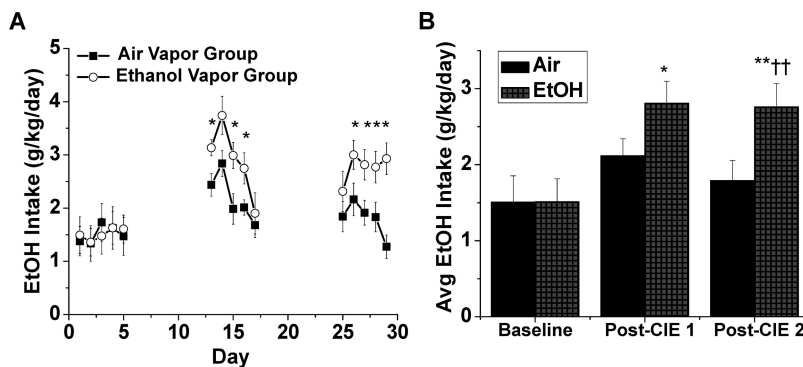 A
5
4
3
2
1
0
EtOH Intake (g/kg/day)
Air Vapor Group
Ethanol Vapor Group
* * *
* ***
0 5 10 15 20 25 30
Day
B
3
2
1
0
Avg EtOH Intake (g/kg/day)
Air
EtOH
*
**††
Baseline Post-CIE 1 Post-CIE 2